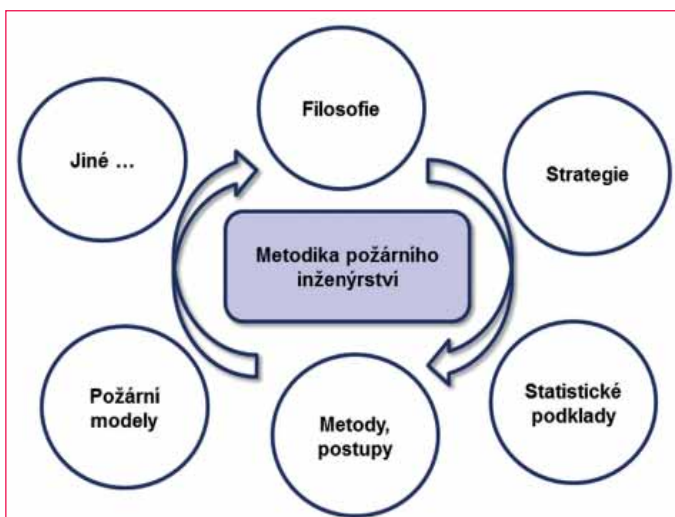 Filosofie
Jiné ...
Strategie
Metodika požárního
inženýrství
Požární
modely
Metody,
postupy
Statistické
podklady